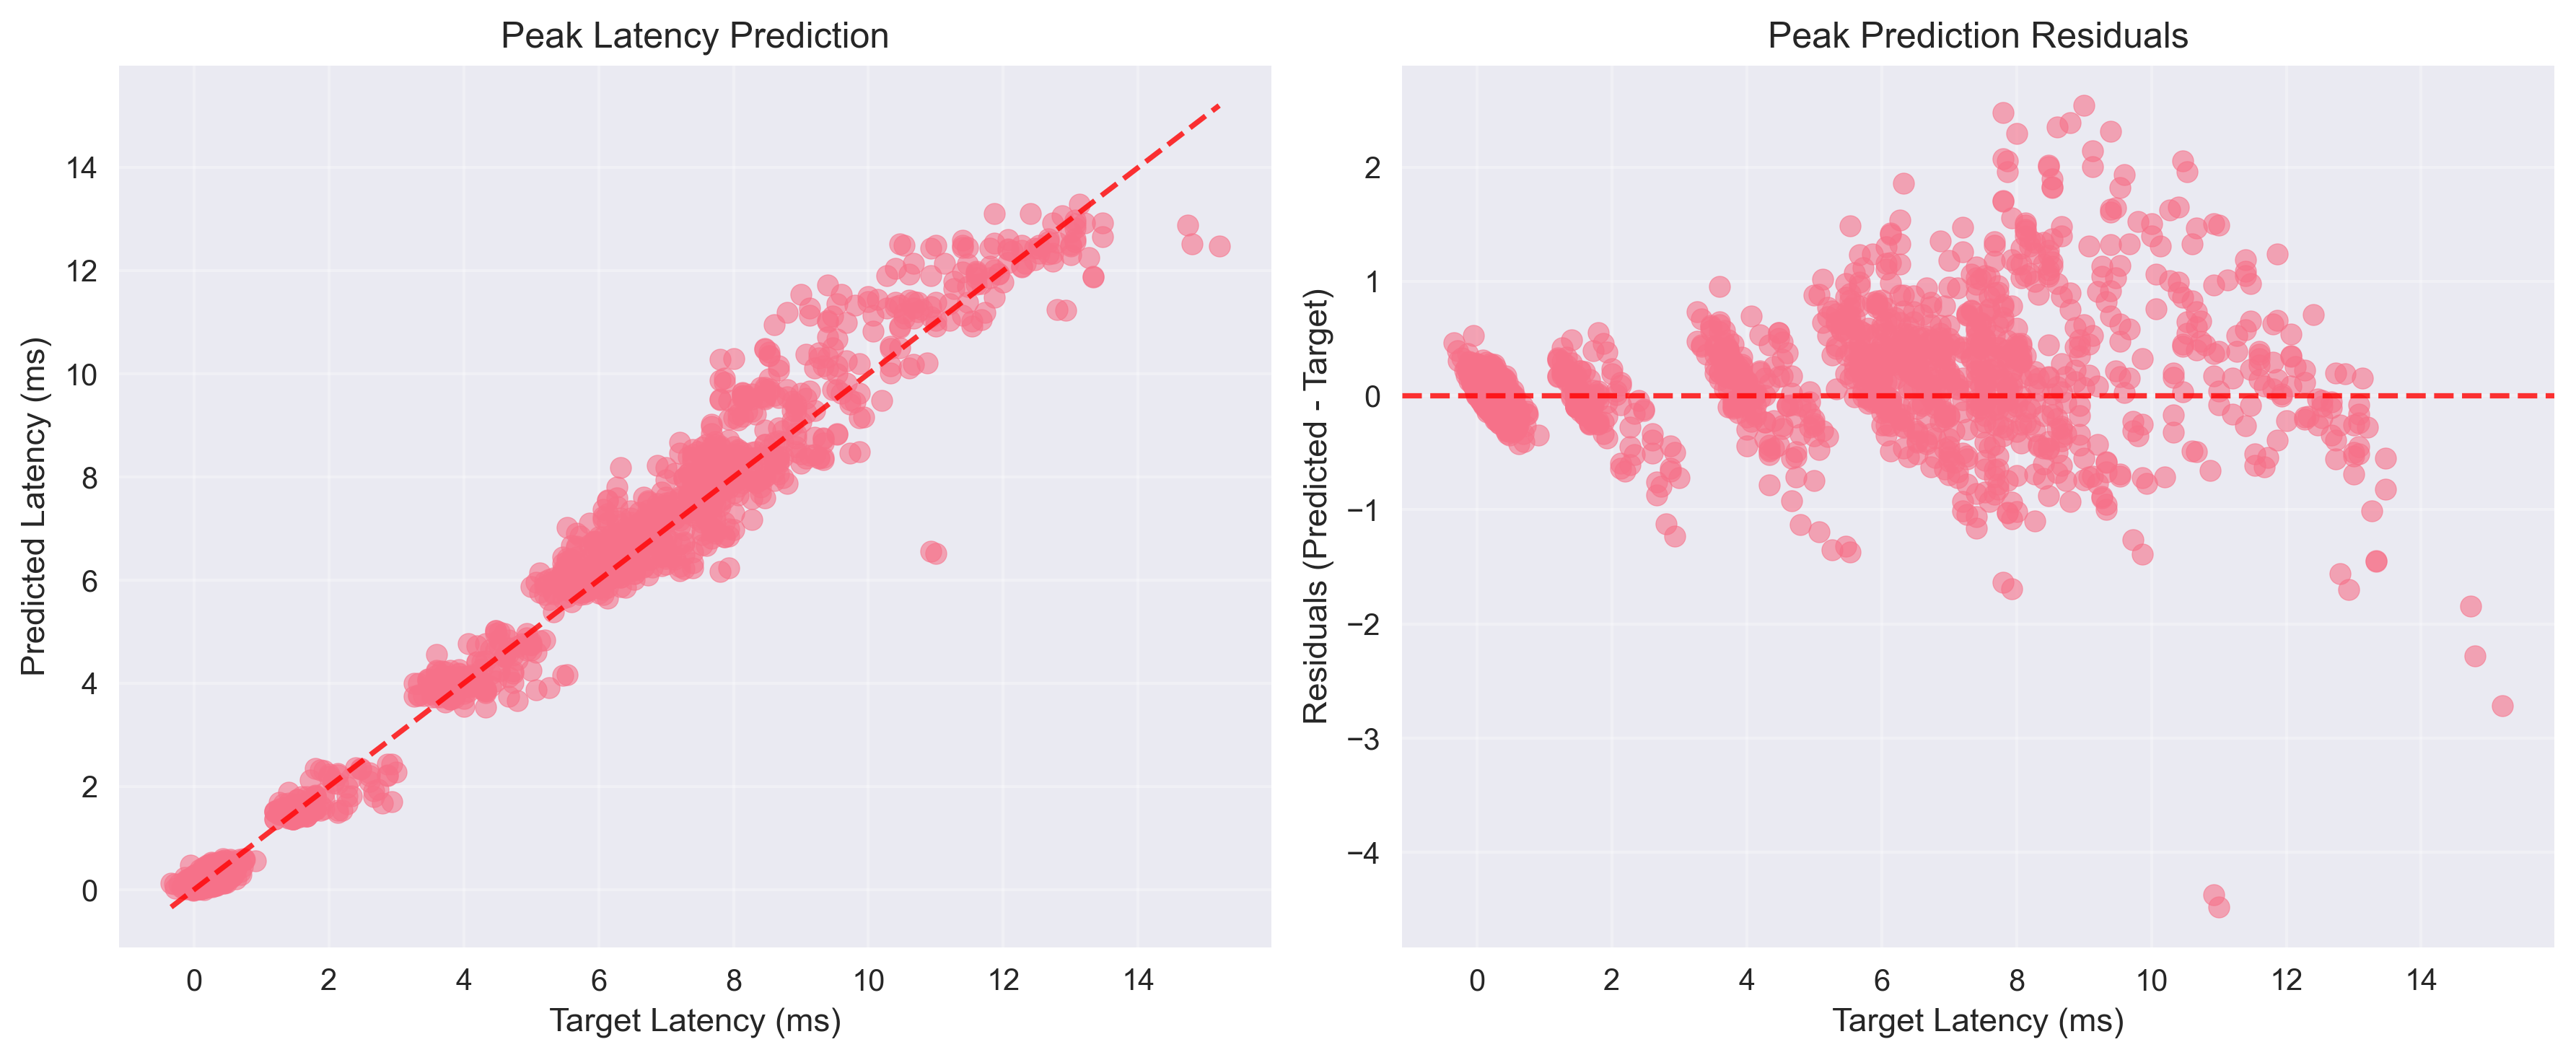 Peak Latency Prediction
Predicted Latency (ms)
14
12
10
8
6
4
2
0
0 2 4 6 8 10 12 14
Target Latency (ms)
Peak Prediction Residuals
Residuals (Predicted - Target)
2
1
0
−1
−2
−3
−4
0 2 4 6 8 10 12 14
Target Latency (ms)